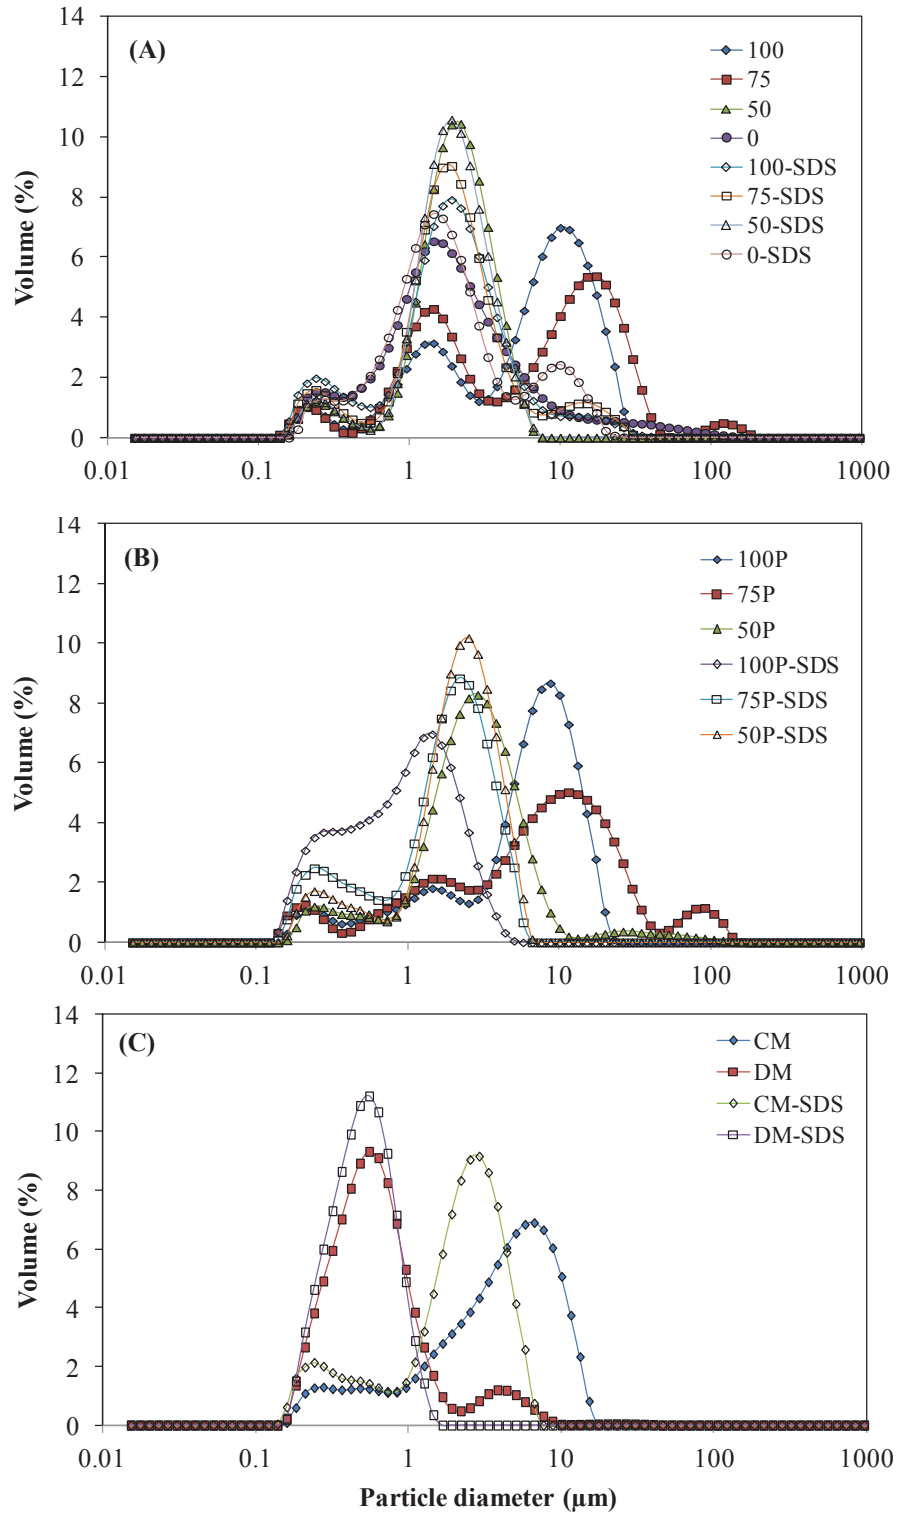 14
12
10
8
6
4
2
0
Volume (%)
(A)
100
75
50
0
100-SDS
75-SDS
50-SDS
0-SDS
0.01 0.1 1 10 100 1000
14
12
10
8
6
4
2
0
Volume (%)
(B)
100P
75P
50P
100P-SDS
75P-SDS
50P-SDS
0.01 0.1 1 10 100 1000
14
12
10
8
6
4
2
0
Volume (%)
(C)
CM
DM
CM-SDS
DM-SDS
0.01 0.1 1 10 100 1000
Particle diameter (µm)